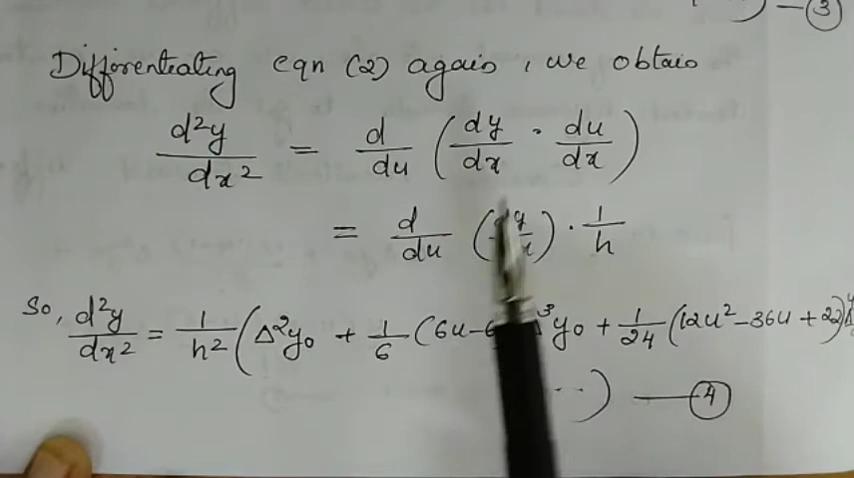 ) — ③
Differentiating eqn (2) again, we obtain
d²y/dx² = d/du (dy/dx · du/dx)
= d/du ( ) · 1/h
So, d²y/dx² = 1/h² (Δ²y₀ + 1/6 (6u - 6 ³y₀ + 1/24 (12u² - 36u + 22)
··) — ④